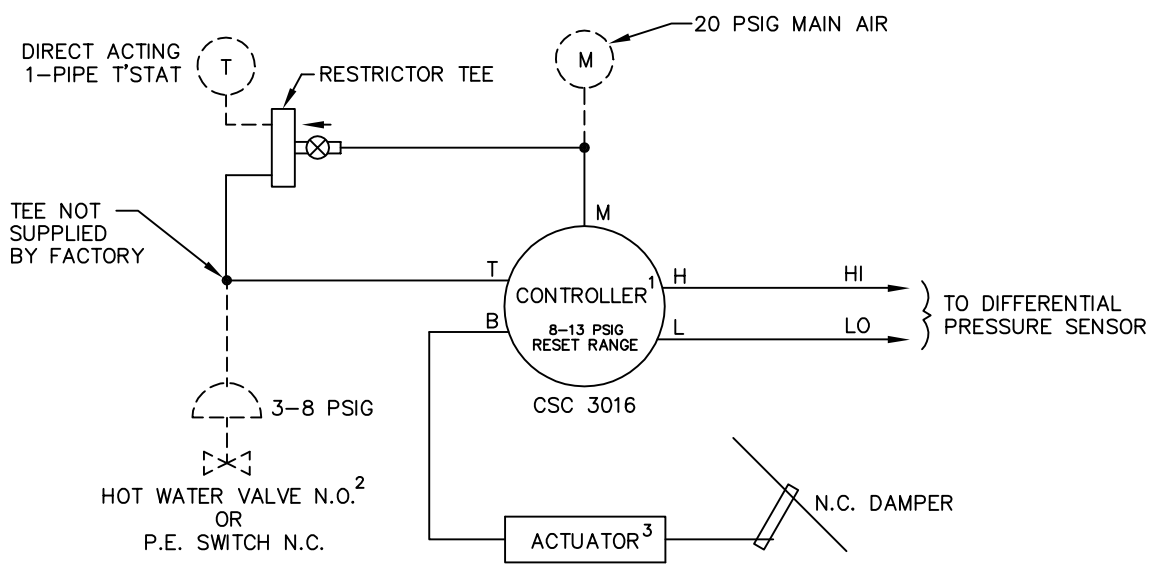 20 PSIG MAIN AIR
DIRECT ACTING
1-PIPE T'STAT
T
M
RESTRICTOR TEE
TEE NOT
SUPPLIED
BY FACTORY
M
T
CONTROLLER¹
H
HI
B
8-13 PSIG
RESET RANGE
L
LO
TO DIFFERENTIAL
PRESSURE SENSOR
CSC 3016
3-8 PSIG
HOT WATER VALVE N.O.²
OR
P.E. SWITCH N.C.
N.C. DAMPER
ACTUATOR³